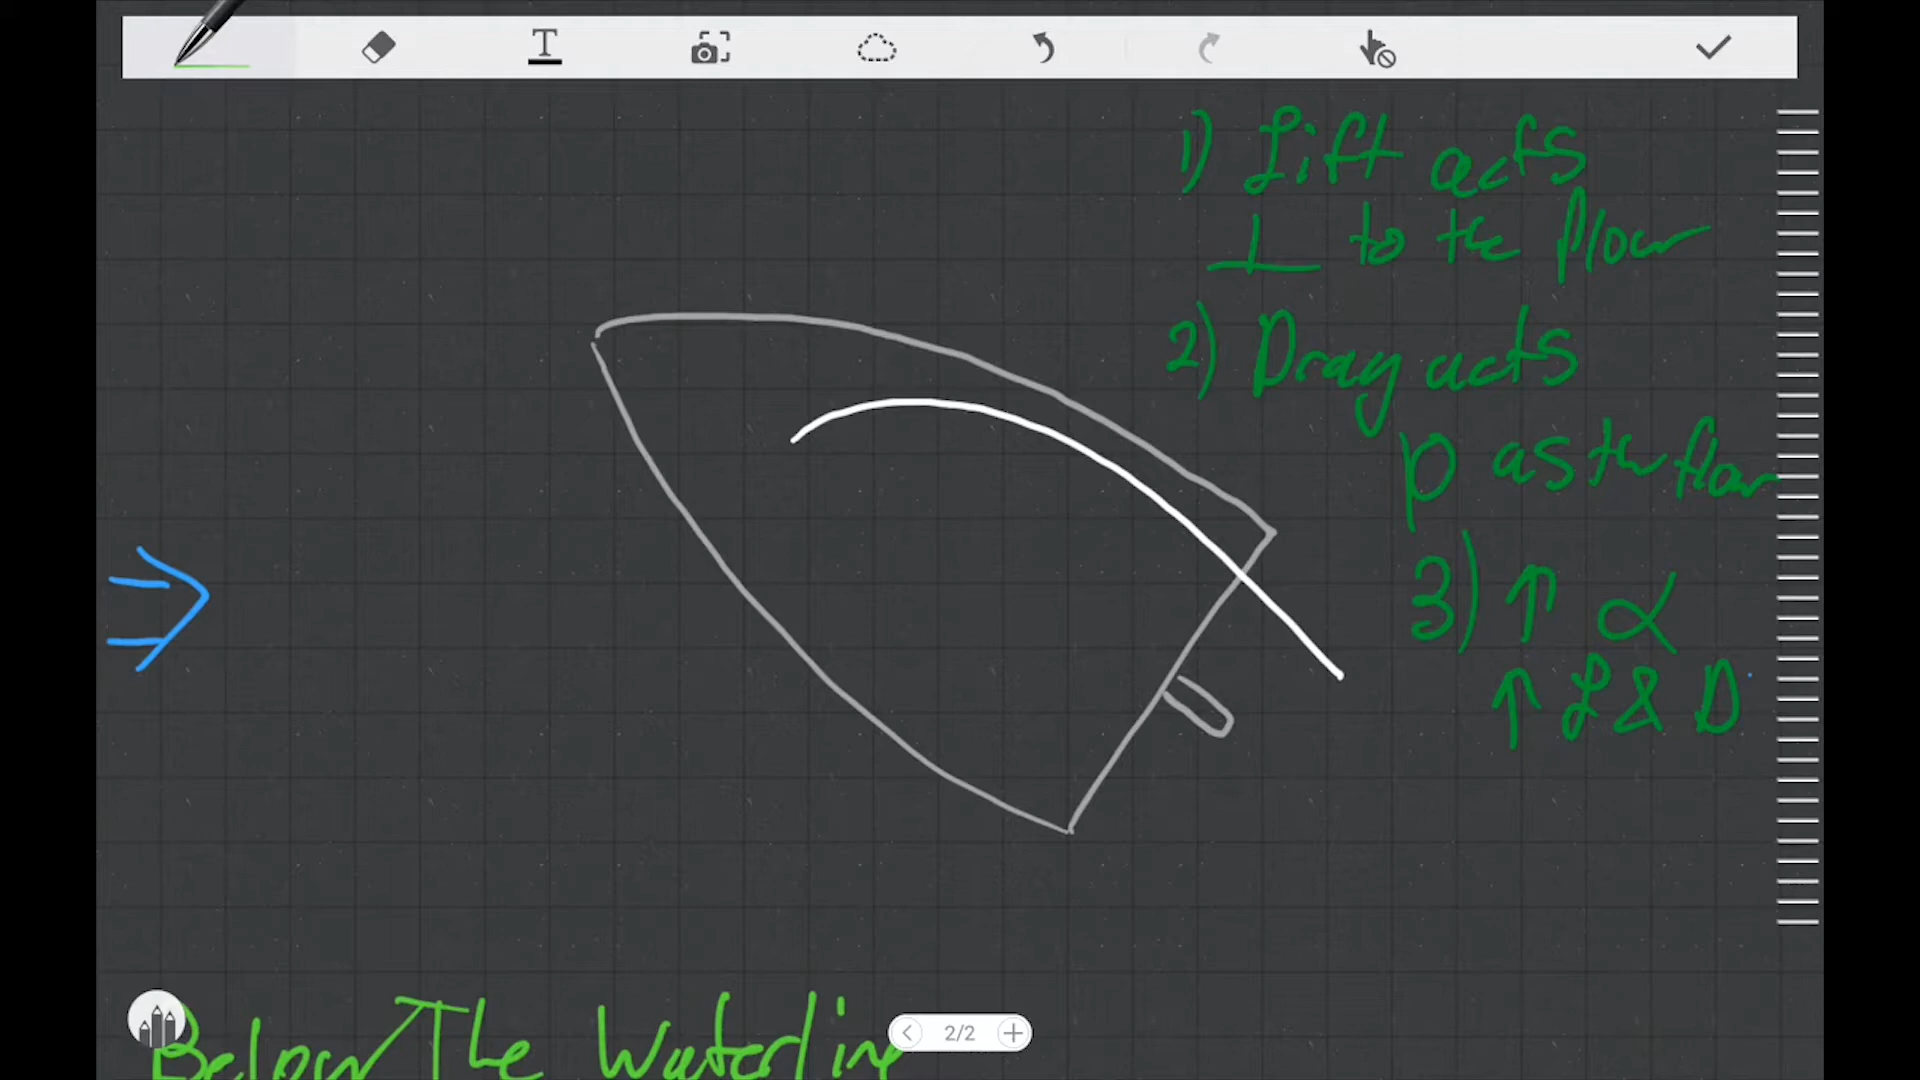 T
1) Lift acts
⊥ to the flow
2) Drag acts
p as the flow
3) ↑ α
↑ L & D
Below The Waterline
2/2